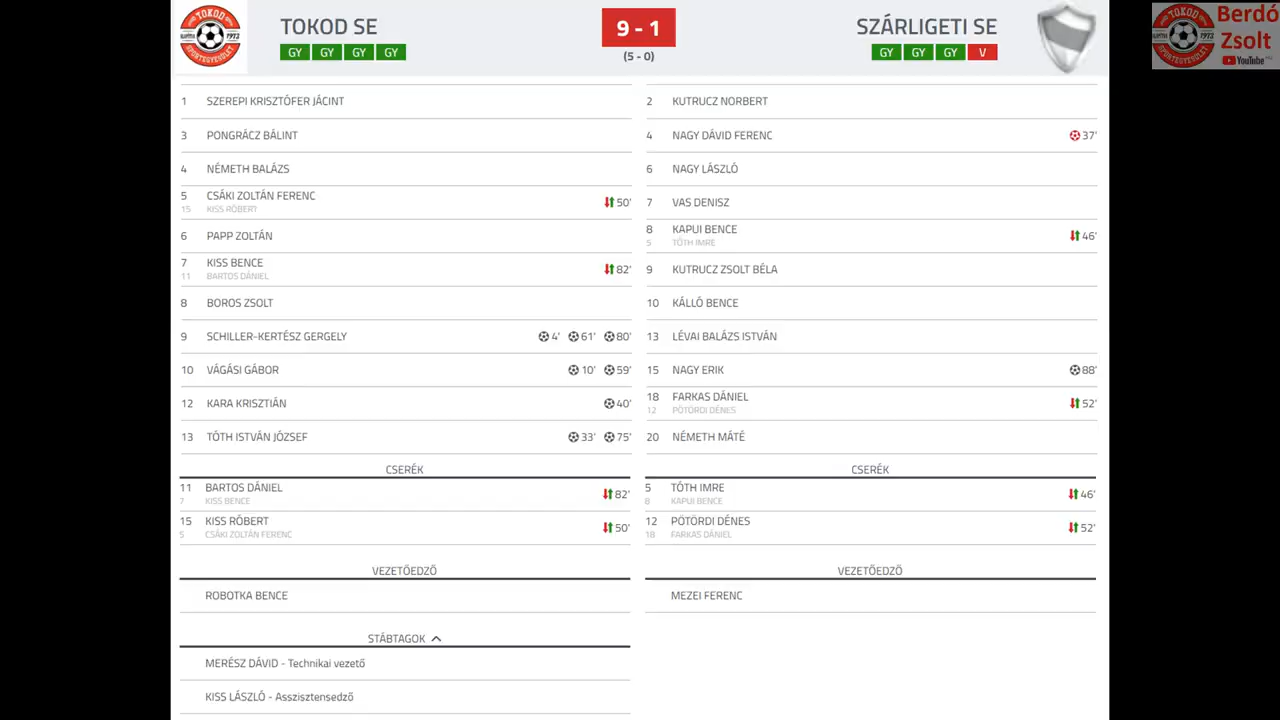 TOKOD SE
GY GY GY GY
9 - 1
(5 - 0)
SZÁRLIGETI SE
GY GY GY V
TOKOD
1973
SPORTEGYESÜLET
Berdó
Zsolt
YouTube
1 SZEREPI KRISZTÓFER JÁCINT
3 PONGRÁCZ BÁLINT
4 NÉMETH BALÁZS
5 CSÁKI ZOLTÁN FERENC 50'
15 KISS RÓBERT
6 PAPP ZOLTÁN
7 KISS BENCE 82'
11 BARTOS DÁNIEL
8 BOROS ZSOLT
9 SCHILLER-KERTÉSZ GERGELY 4' 61' 80'
10 VÁGÁSI GÁBOR 10' 59'
12 KARA KRISZTIÁN 40'
13 TÓTH ISTVÁN JÓZSEF 33' 75'
CSERÉK
11 BARTOS DÁNIEL 82'
7 KISS BENCE
15 KISS RÓBERT 50'
5 CSÁKI ZOLTÁN FERENC
VEZETŐEDZŐ
ROBOTKA BENCE
STÁBTAGOK
MERÉSZ DÁVID - Technikai vezető
KISS LÁSZLÓ - Asszisztensedző
2 KUTRUCZ NORBERT
4 NAGY DÁVID FERENC 37'
6 NAGY LÁSZLÓ
7 VAS DENISZ
8 KAPUI BENCE 46'
5 TÓTH IMRE
9 KUTRUCZ ZSOLT BÉLA
10 KÁLLÓ BENCE
13 LÉVAI BALÁZS ISTVÁN
15 NAGY ERIK 88'
18 FARKAS DÁNIEL 52'
12 PÖTÖRDI DÉNES
20 NÉMETH MÁTÉ
CSERÉK
5 TÓTH IMRE 46'
8 KAPUI BENCE
12 PÖTÖRDI DÉNES 52'
18 FARKAS DÁNIEL
VEZETŐEDZŐ
MEZEI FERENC